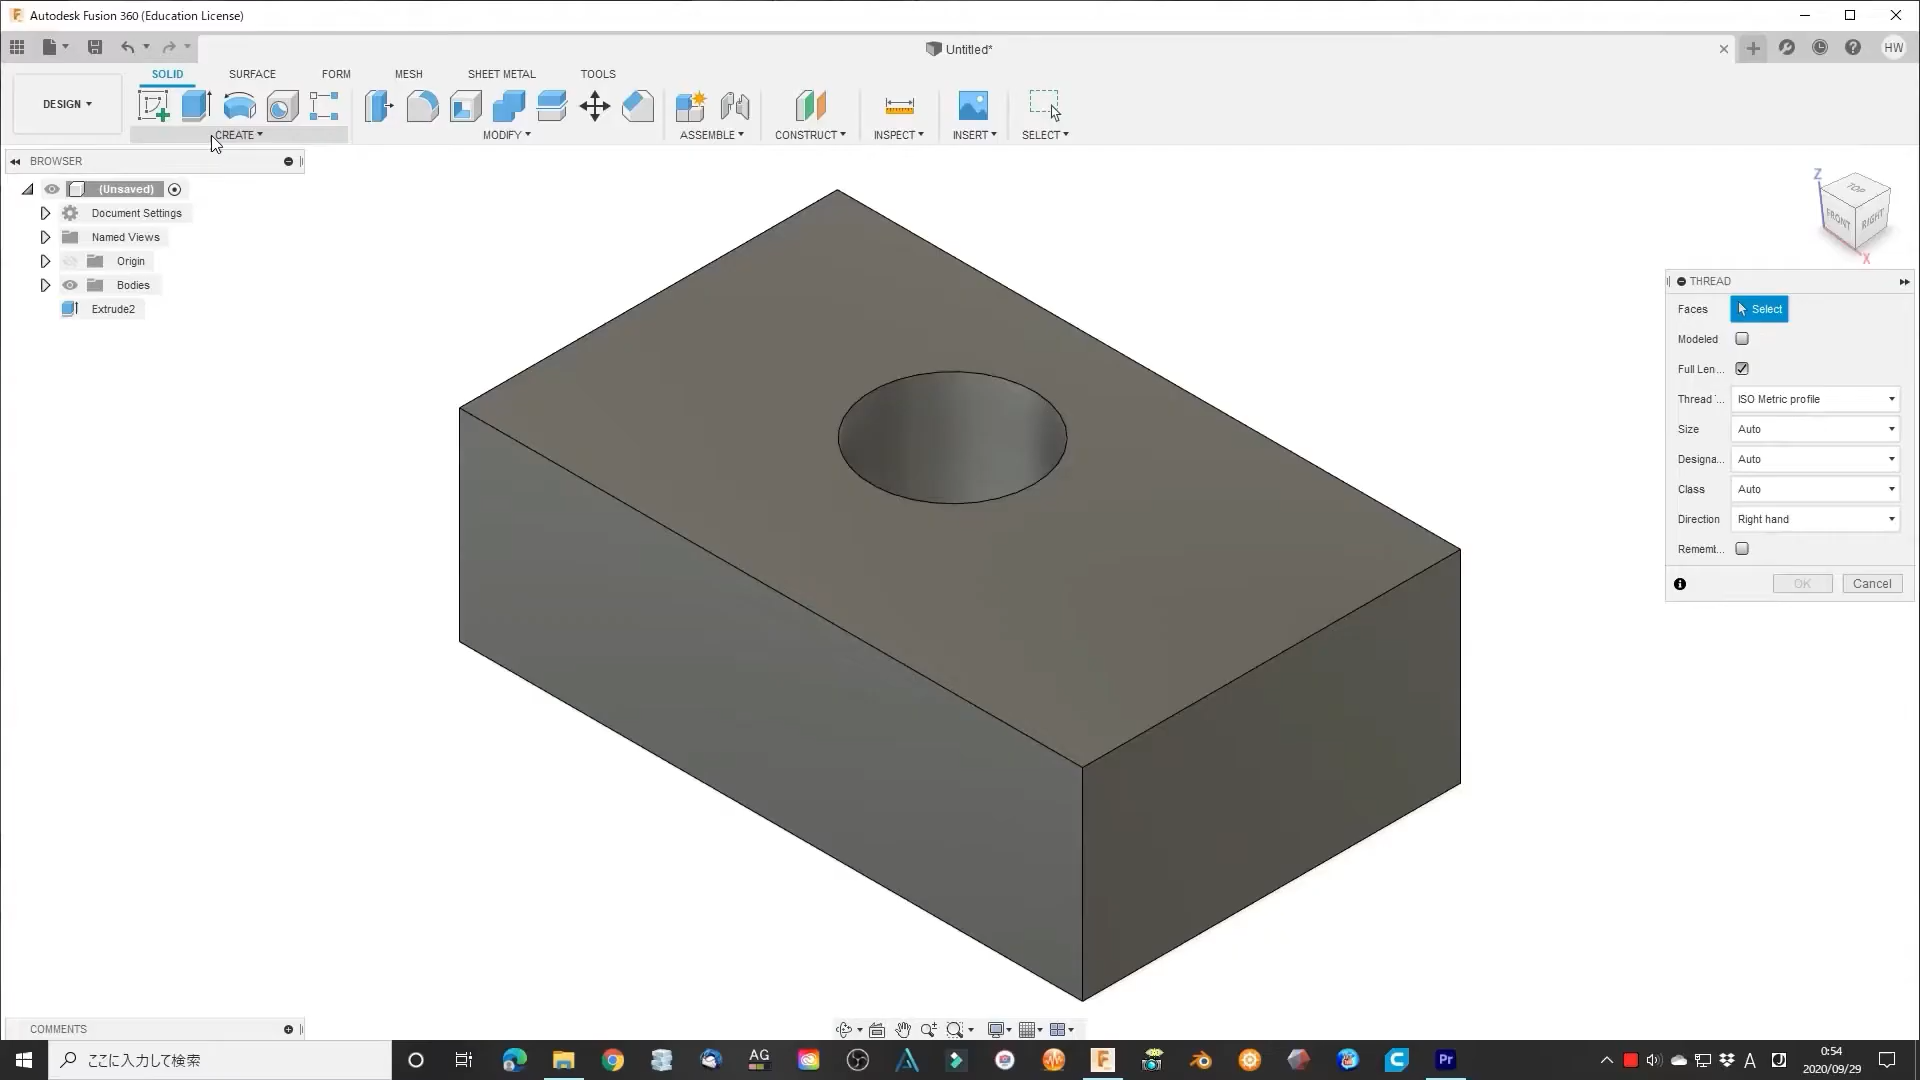 Autodesk Fusion 360 (Education License)
Untitled*
HW
DESIGN
SOLID
SURFACE
FORM
MESH
SHEET METAL
TOOLS
CREATE
MODIFY
ASSEMBLE
CONSTRUCT
INSPECT
INSERT
SELECT
BROWSER
(Unsaved)
Document Settings
Named Views
Origin
Bodies
Extrude2
Z
TOP
FRONT
RIGHT
X
THREAD
Faces
Select
Modeled
Full Len...
Thread ...
ISO Metric profile
Size
Auto
Designa...
Auto
Class
Auto
Direction
Right hand
Rememt...
OK
Cancel
COMMENTS
ここに入力して検索
AG
Pr
A
0:54
2020/09/29